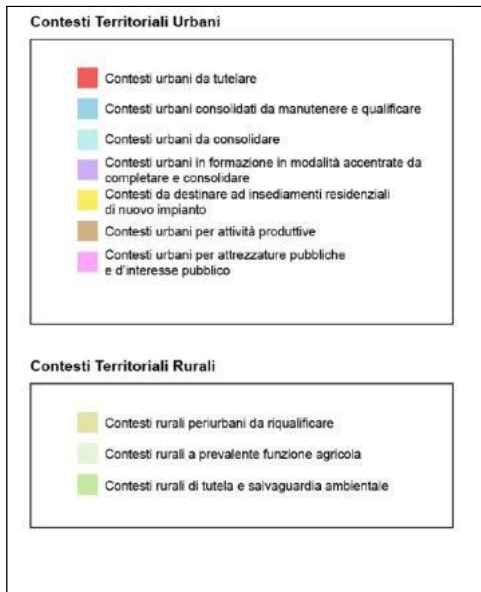 Contesti Territoriali Urbani
Contesti urbani da tutelare
Contesti urbani consolidati da manutenere e qualificare
Contesti urbani da consolidare
Contesti urbani in formazione in modalità accentrate da
completare e consolidare
Contesti da destinare ad insediamenti residenziali
di nuovo impianto
Contesti urbani per attività produttive
Contesti urbani per attrezzature pubbliche
e d'interesse pubblico
Contesti Territoriali Rurali
Contesti rurali periurbani da riqualificare
Contesti rurali a prevalente funzione agricola
Contesti rurali di tutela e salvaguardia ambientale